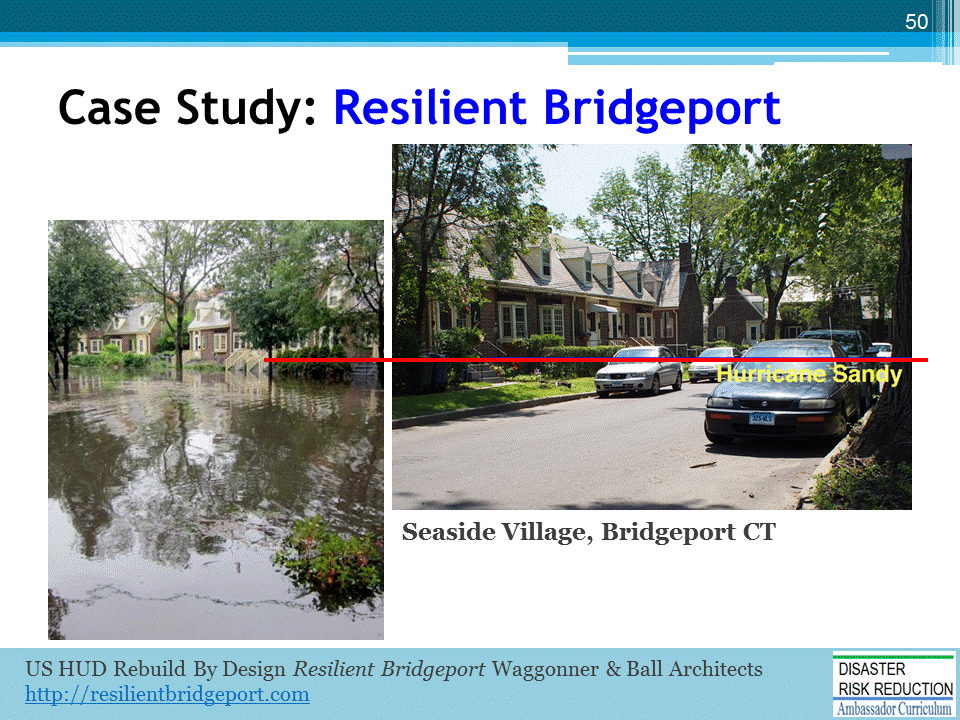 50
Case Study: Resilient Bridgeport
Hurricane Sandy
Seaside Village, Bridgeport CT
US HUD Rebuild By Design Resilient Bridgeport Waggonner & Ball Architects
http://resilientbridgeport.com
DISASTER
RISK REDUCTION
Ambassador Curriculum